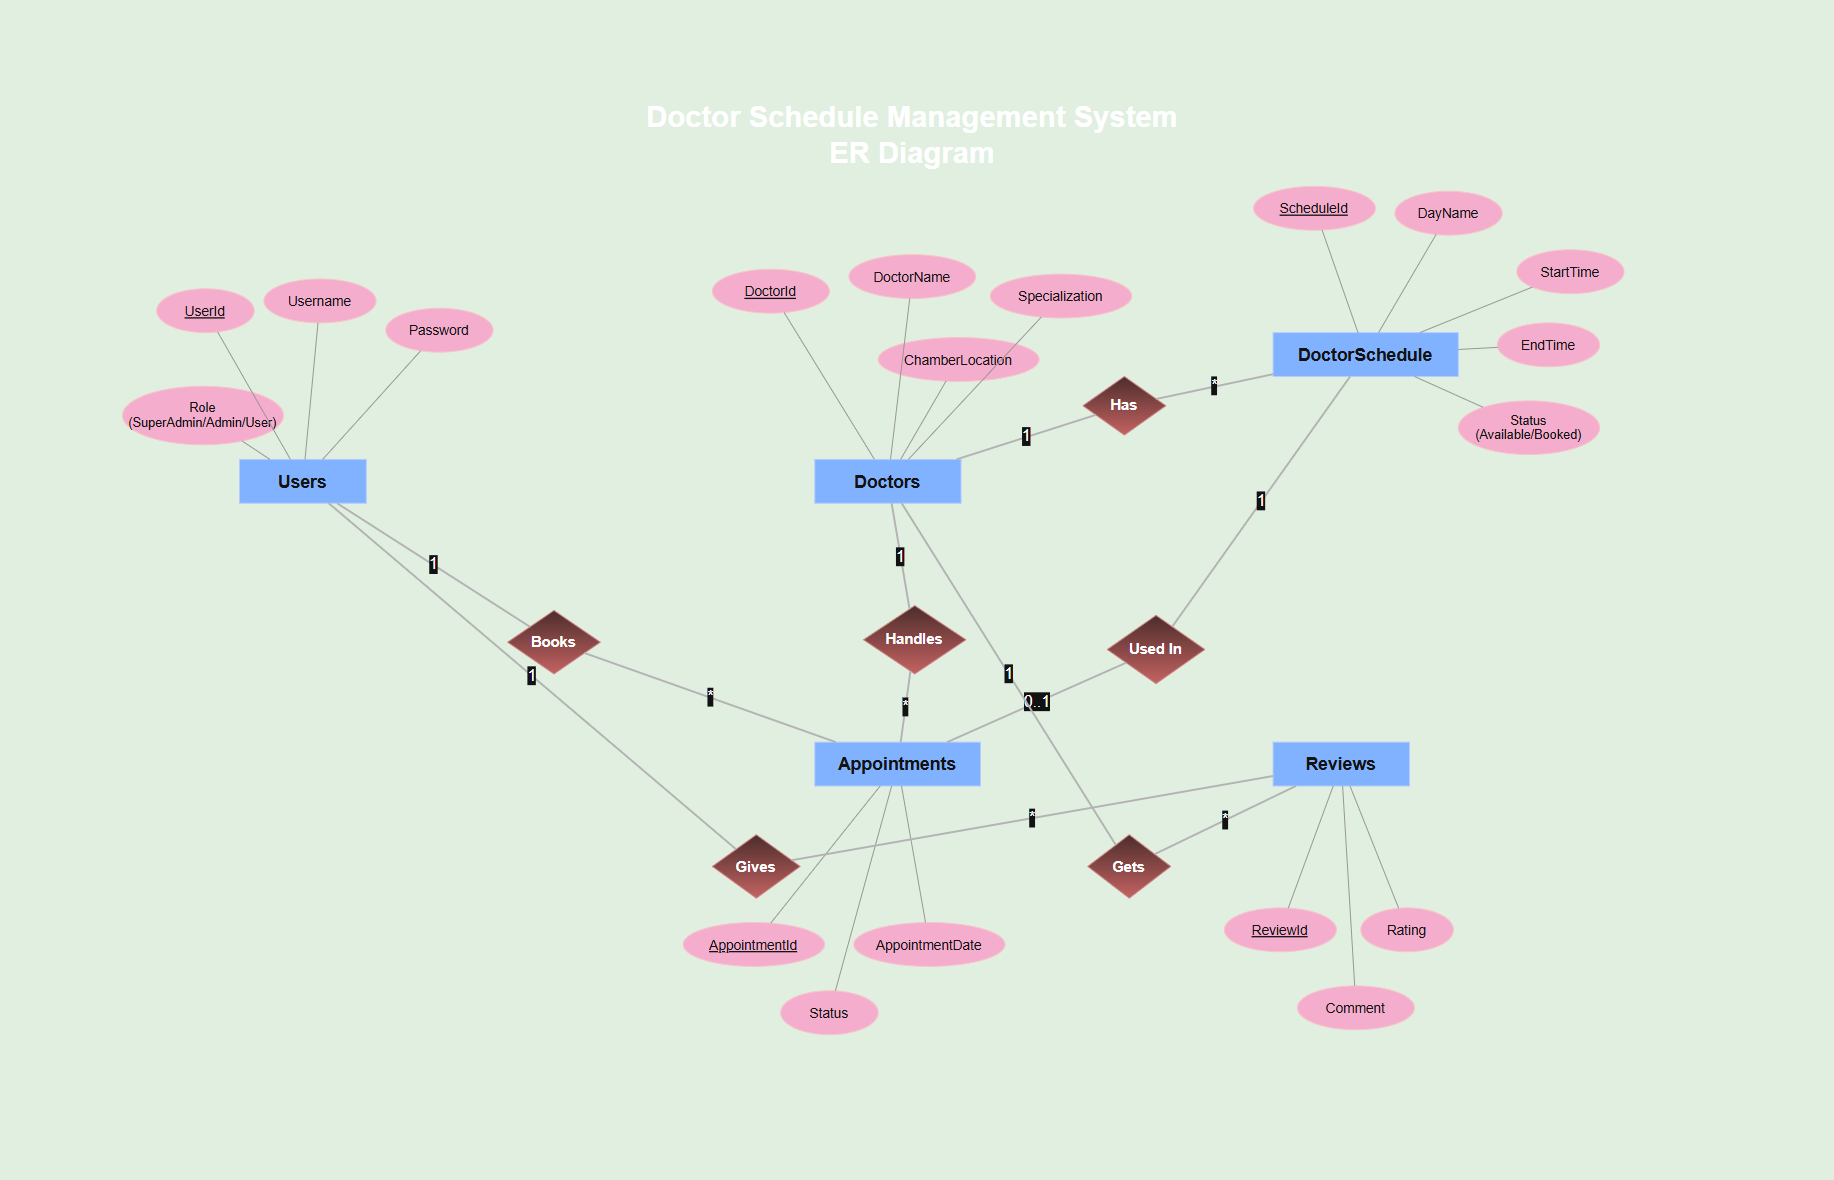 Doctor Schedule Management System
ER Diagram
ScheduleId
DayName
StartTime
EndTime
Status
(Available/Booked)
DoctorSchedule
DoctorId
DoctorName
Specialization
ChamberLocation
UserId
Username
Password
Role
(SuperAdmin/Admin/User)
Has
*
1
Users
Doctors
1
1
1
Books
Handles
Used In
1
1
*
*
0..1
Appointments
Reviews
*
*
Gives
Gets
AppointmentId
AppointmentDate
Status
ReviewId
Rating
Comment